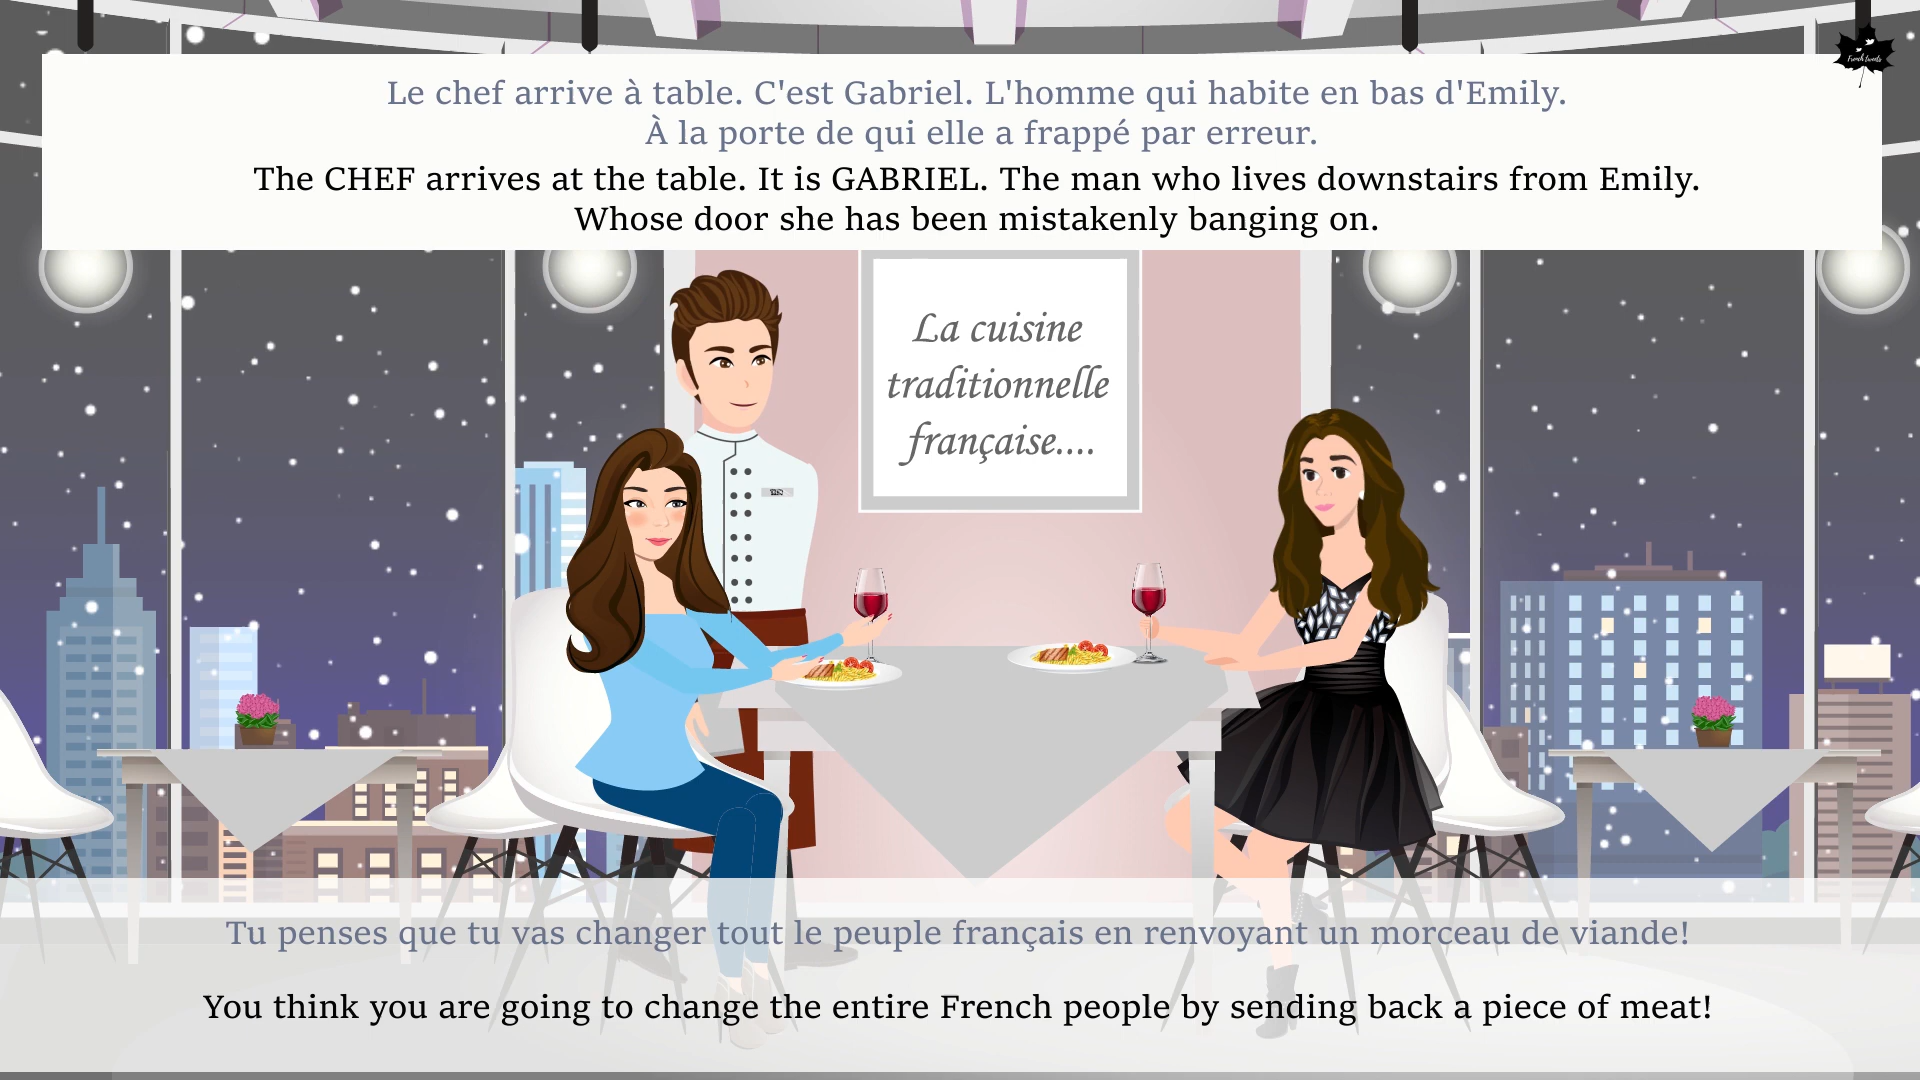 Le chef arrive à table. C'est Gabriel. L'homme qui habite en bas d'Emily.
À la porte de qui elle a frappé par erreur.
The CHEF arrives at the table. It is GABRIEL. The man who lives downstairs from Emily.
Whose door she has been mistakenly banging on.
French tweets
La cuisine
traditionnelle
française....
Tu penses que tu vas changer tout le peuple français en renvoyant un morceau de viande!
You think you are going to change the entire French people by sending back a piece of meat!